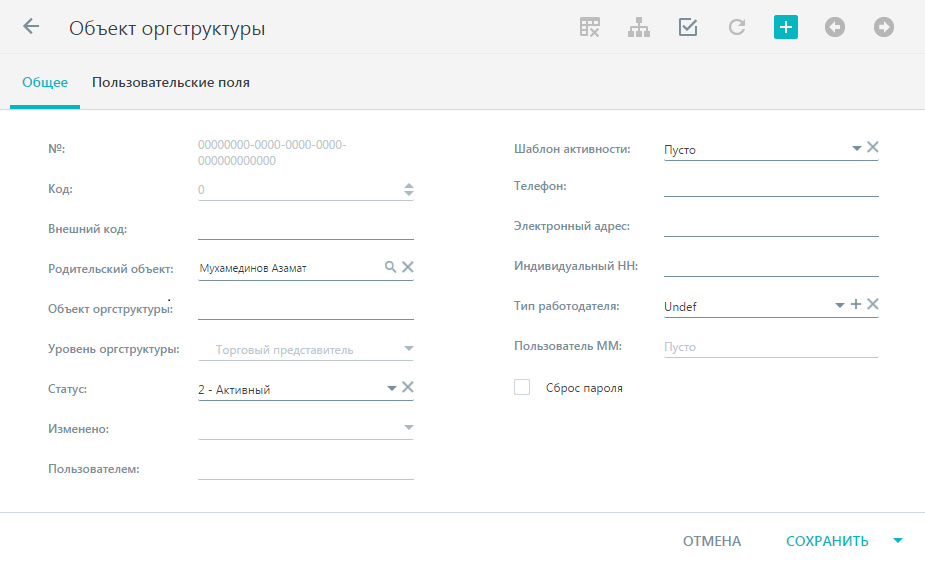 Объект оргструктуры
Общее
Пользовательские поля
№:
00000000-0000-0000-0000-
000000000000
Код:
0
Внешний код:
Родительский объект:
Мухамединов Азамат
Объект оргструктуры:
Уровень оргструктуры:
Торговый представитель
Статус:
2 - Активный
Изменено:
Пользователем:
Шаблон активности:
Пусто
Телефон:
Электронный адрес:
Индивидуальный НН:
Тип работодателя:
Undef
Пользователь ММ:
Пусто
Сброс пароля
ОТМЕНА
СОХРАНИТЬ